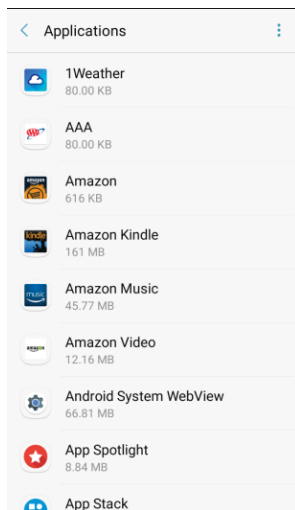 Applications
1Weather
80.00 KB
AAA
80.00 KB
Amazon
616 KB
Amazon Kindle
161 MB
Amazon Music
45.77 MB
Amazon Video
12.16 MB
Android System WebView
66.81 MB
App Spotlight
8.84 MB
App Stack